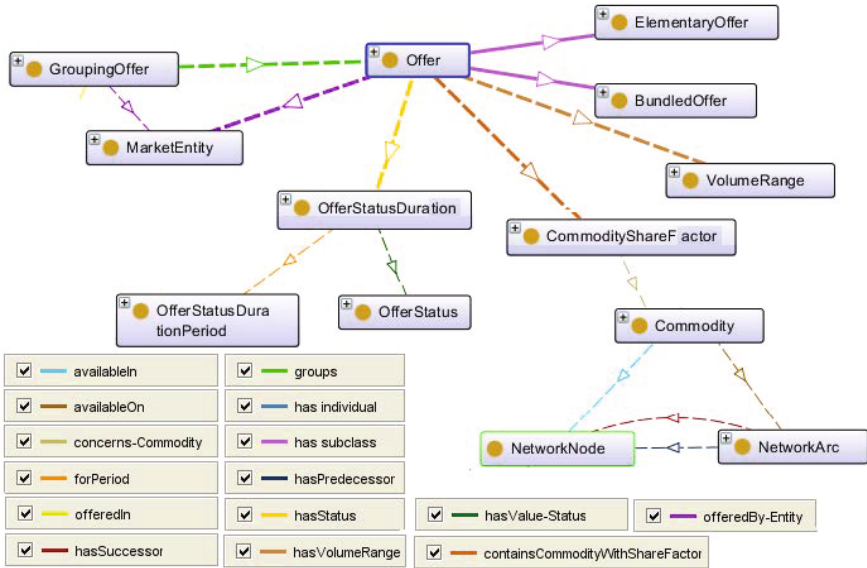 ElementaryOffer
Offer
GroupingOffer
BundledOffer
MarketEntity
VolumeRange
OfferStatusDuration
CommodityShareF actor
OfferStatusDura
tionPeriod
OfferStatus
Commodity
NetworkNode
NetworkArc
availableIn
groups
availableOn
has individual
concerns-Commodity
has subclass
forPeriod
hasPredecessor
offeredIn
hasStatus
hasValue-Status
offeredBy-Entity
hasSuccessor
hasVolumeRange
containsCommodityWithShareFactor